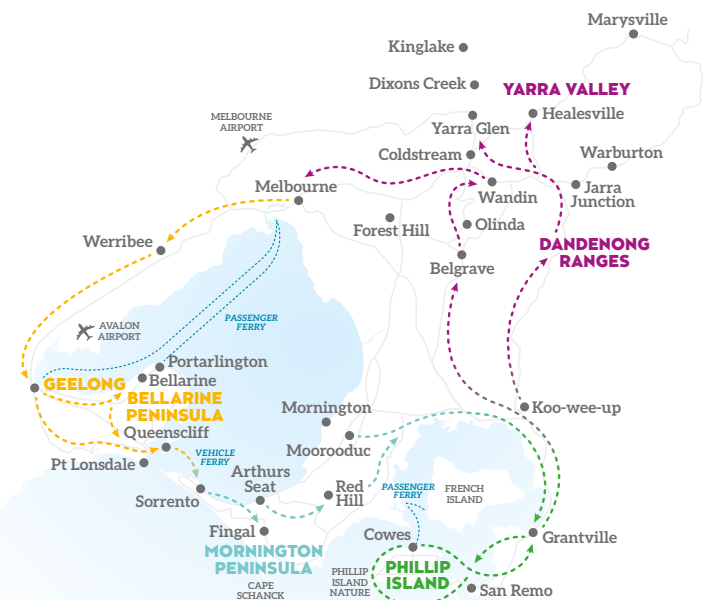 Marysville
Kinglake
Dixons Creek
YARRA VALLEY
MELBOURNE
AIRPORT
Healesville
Yarra Glen
Coldstream
Warburton
Melbourne
Wandin
Jarra
Junction
Forest Hill
Olinda
Werribee
DANDENONG
RANGES
Belgrave
PASSENGER
FERRY
AVALON
AIRPORT
Portarlington
Bellarine
GEELONG
BELLARINE
PENINSULA
Mornington
Koo-wee-up
Queenscliff
Moorooduc
VEHICLE
FERRY
Pt Lonsdale
Arthurs
Seat
Sorrento
Red
Hill
PASSENGER
FERRY
FRENCH
ISLAND
Fingal
Cowes
Grantville
MORNINGTON
PENINSULA
PHILLIP
ISLAND
PHILLIP
ISLAND
NATURE
CAPE
SCHANCK
San Remo